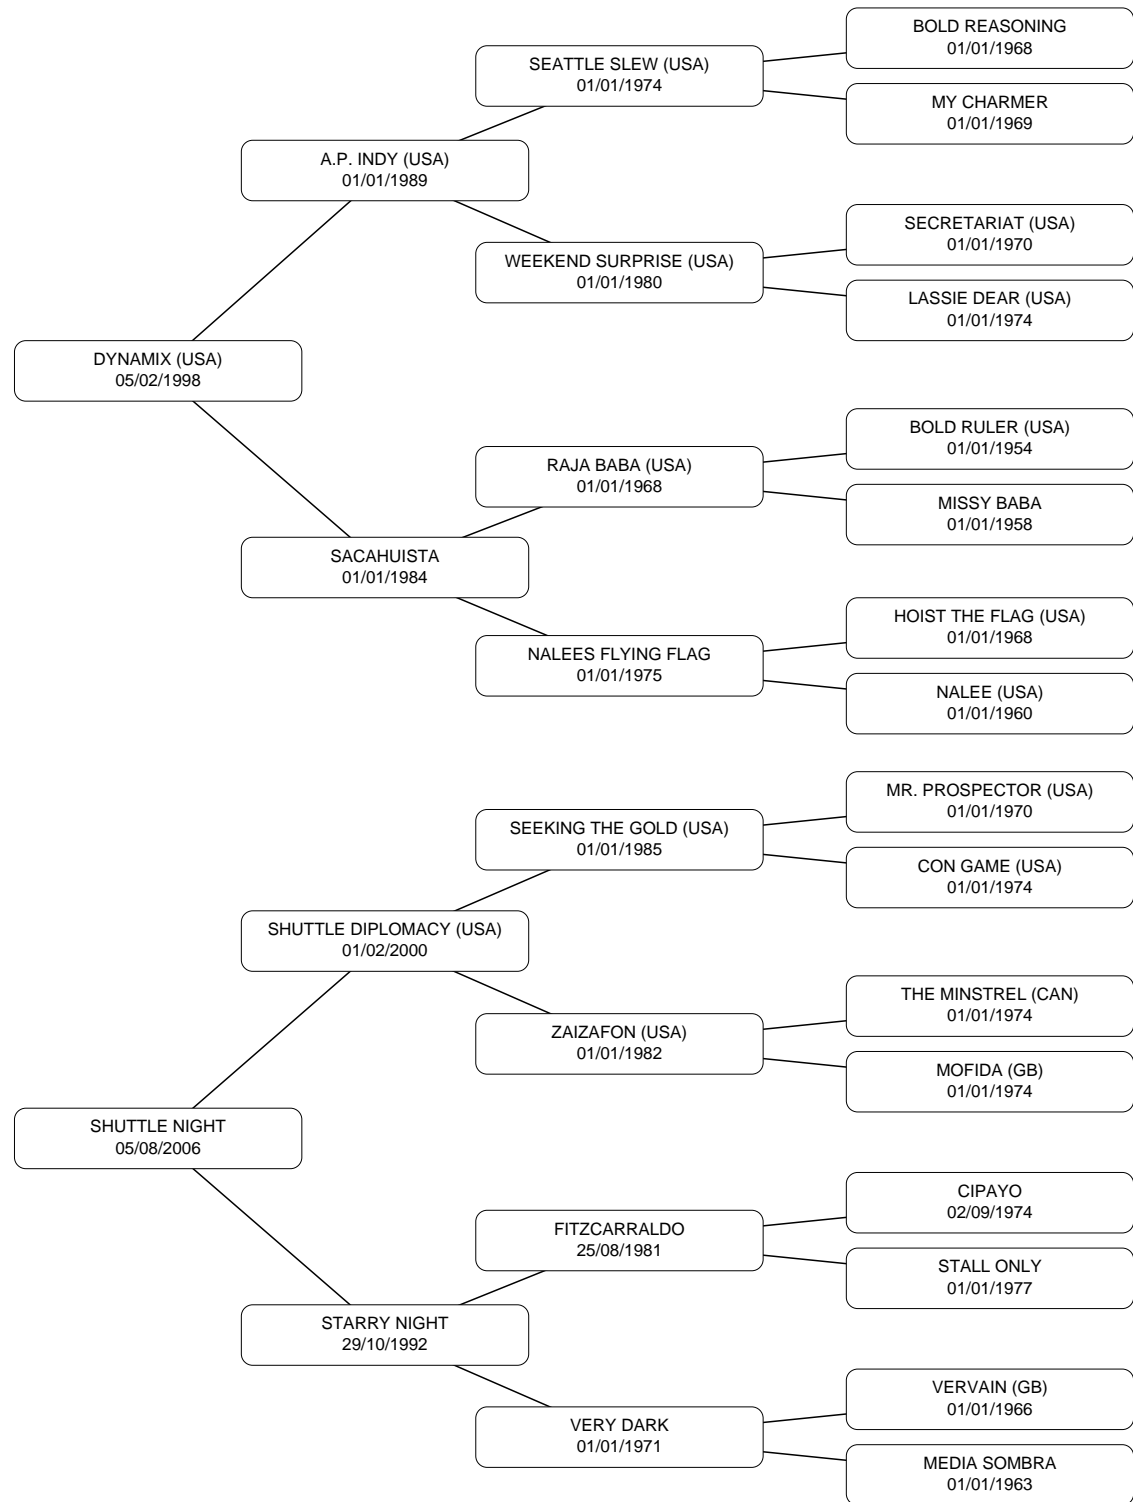 BOLD REASONING
01/01/1968
SEATTLE SLEW (USA)
01/01/1974
MY CHARMER
01/01/1969
A.P. INDY (USA)
01/01/1989
SECRETARIAT (USA)
01/01/1970
WEEKEND SURPRISE (USA)
01/01/1980
LASSIE DEAR (USA)
01/01/1974
DYNAMIX (USA)
05/02/1998
BOLD RULER (USA)
01/01/1954
RAJA BABA (USA)
01/01/1968
MISSY BABA
01/01/1958
SACAHUISTA
01/01/1984
HOIST THE FLAG (USA)
01/01/1968
NALEES FLYING FLAG
01/01/1975
NALEE (USA)
01/01/1960
MR. PROSPECTOR (USA)
01/01/1970
SEEKING THE GOLD (USA)
01/01/1985
CON GAME (USA)
01/01/1974
SHUTTLE DIPLOMACY (USA)
01/02/2000
THE MINSTREL (CAN)
01/01/1974
ZAIZAFON (USA)
01/01/1982
MOFIDA (GB)
01/01/1974
SHUTTLE NIGHT
05/08/2006
CIPAYO
02/09/1974
FITZCARRALDO
25/08/1981
STALL ONLY
01/01/1977
STARRY NIGHT
29/10/1992
VERVAIN (GB)
01/01/1966
VERY DARK
01/01/1971
MEDIA SOMBRA
01/01/1963